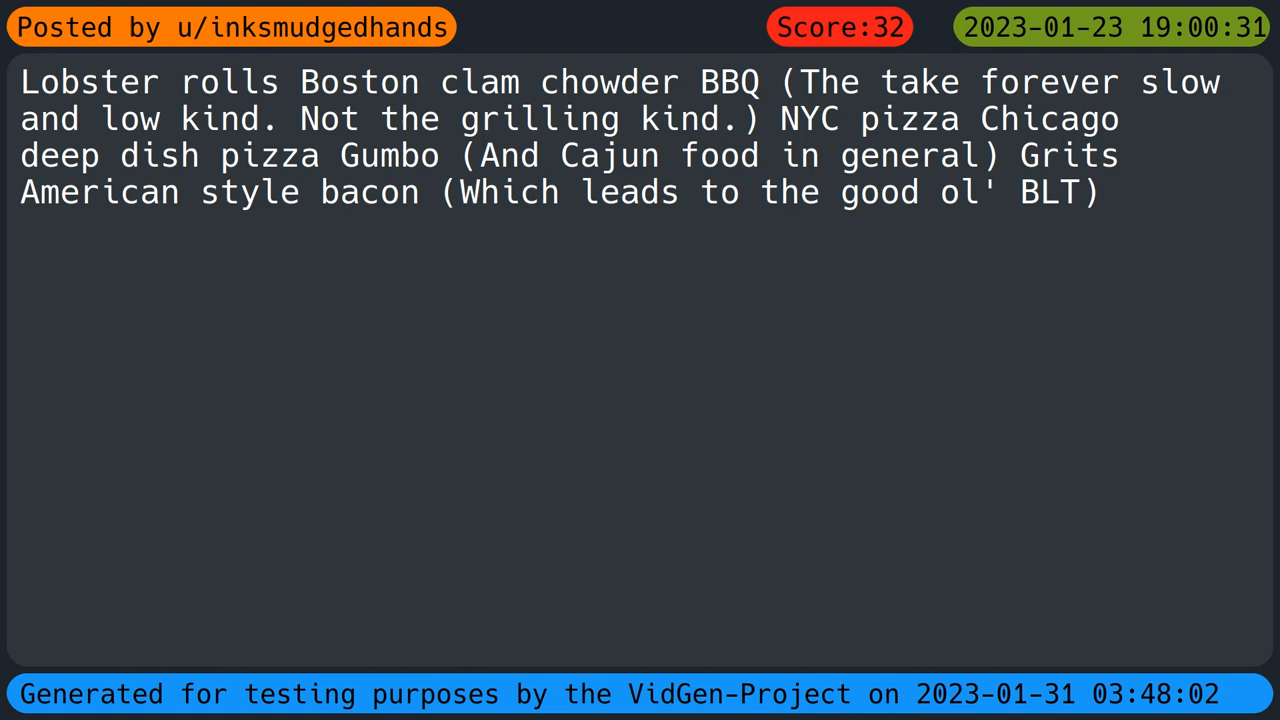 Posted by u/inksmudgedhands
Score:32
2023-01-23 19:00:31
Lobster rolls Boston clam chowder BBQ (The take forever slow
and low kind. Not the grilling kind.) NYC pizza Chicago
deep dish pizza Gumbo (And Cajun food in general) Grits
American style bacon (Which leads to the good ol' BLT)
Generated for testing purposes by the VidGen-Project on 2023-01-31 03:48:02